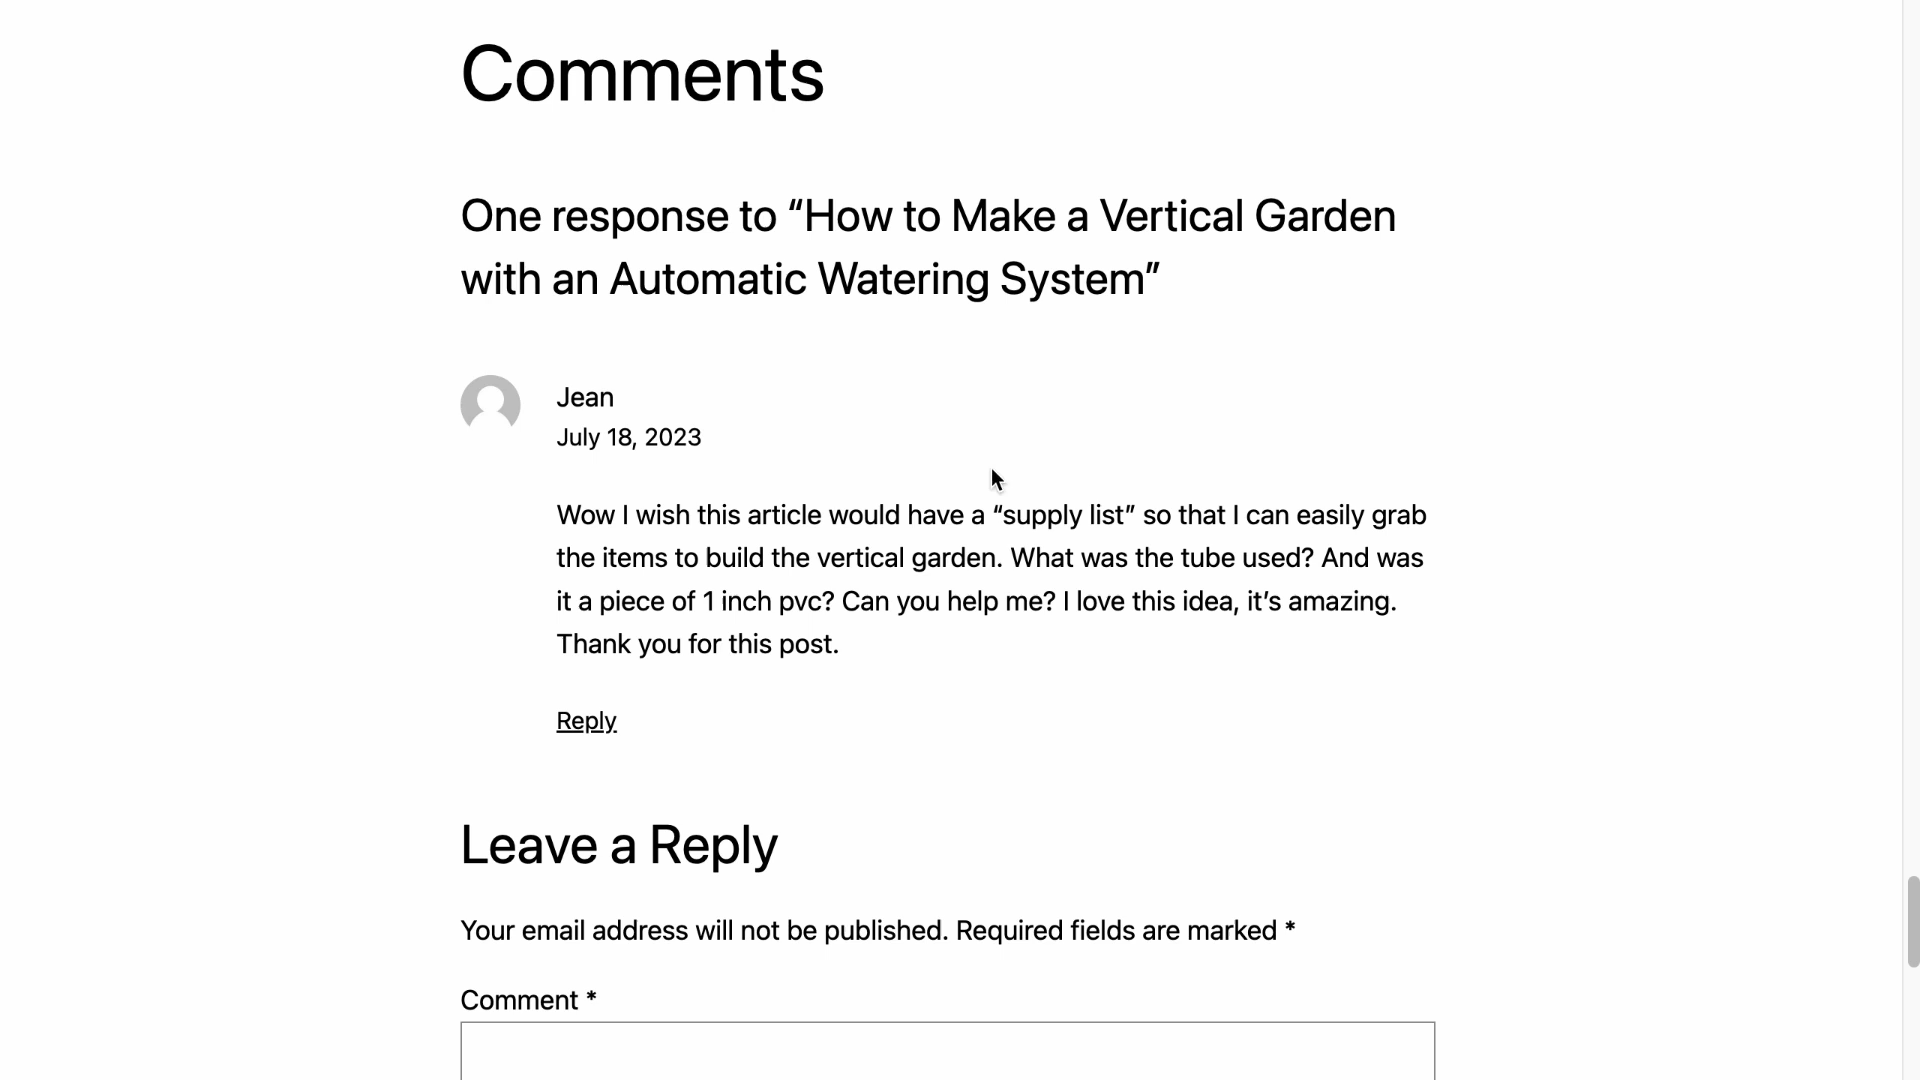 Comments
One response to “How to Make a Vertical Garden
with an Automatic Watering System”
Jean
July 18, 2023
Wow I wish this article would have a “supply list” so that I can easily grab
the items to build the vertical garden. What was the tube used? And was
it a piece of 1 inch pvc? Can you help me? I love this idea, it’s amazing.
Thank you for this post.
Reply
Leave a Reply
Your email address will not be published. Required fields are marked *
Comment *